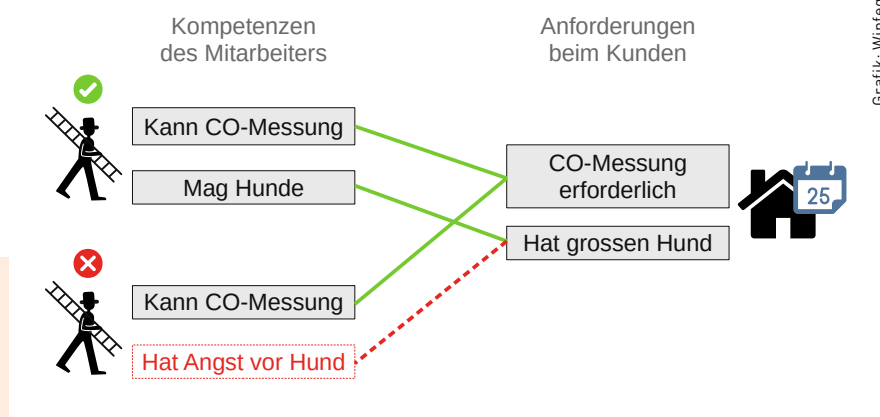 Kompetenzen
des Mitarbeiters
Anforderungen
beim Kunden
Kann CO-Messung
Mag Hunde
CO-Messung
erforderlich
25
Hat grossen Hund
Kann CO-Messung
Hat Angst vor Hund
Grafik: